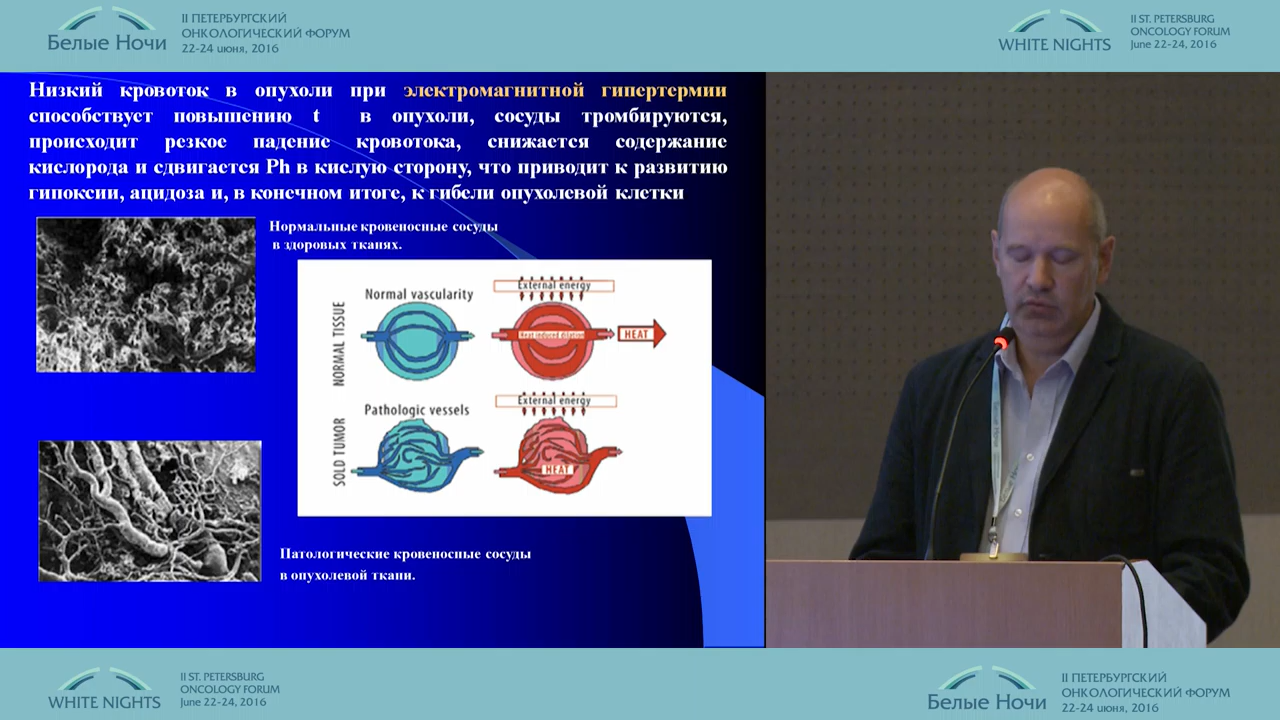 II ПЕТЕРБУРГСКИЙ
ОНКОЛОГИЧЕСКИЙ ФОРУМ
Белые Ночи
22-24 июня, 2016
II ST. PETERSBURG
ONCOLOGY FORUM
WHITE NIGHTS
June 22-24, 2016
Низкий кровоток в опухоли при электромагнитной гипертермии
способствует повышению t в опухоли, сосуды тромбируются,
происходит резкое падение кровотока, снижается содержание
кислорода и сдвигается Ph в кислую сторону, что приводит к развитию
гипоксии, ацидоза и, в конечном итоге, к гибели опухолевой клетки
Нормальные кровеносные сосуды
в здоровых тканях.
NORMAL TISSUE
Normal vascularity
External energy
Heat induced dilation
HEAT
SOLD TUMOR
Pathologic vessels
External energy
HEAT
Патологические кровеносные сосуды
в опухолевой ткани.
WHITE NIGHTS
II ST. PETERSBURG
ONCOLOGY FORUM
June 22-24, 2016
Белые Ночи
II ПЕТЕРБУРГСКИЙ
ОНКОЛОГИЧЕСКИЙ ФОРУМ
22-24 июня, 2016